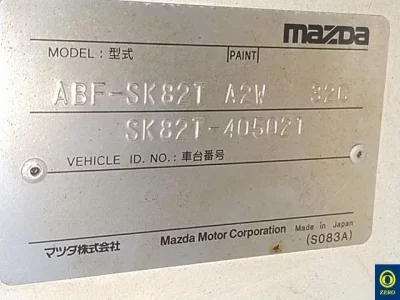 mazda
MODEL: 型式 PAINT
ABF-SK82T A2W 32C
SK82T-405021
VEHICLE ID. NO.: 車台番号
マツダ株式会社 Mazda Motor Corporation Made in Japan
(S083A)
ZERO